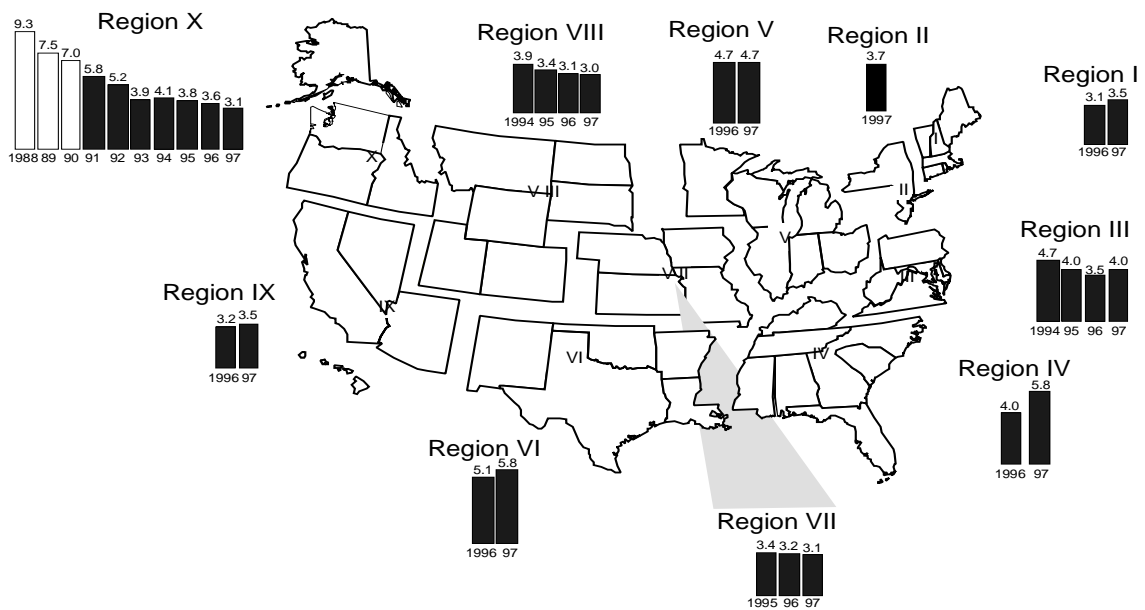 Region X
9.3
7.5
7.0
5.8
5.2
3.9
4.1
3.8
3.6
3.1
1988 89 90 91 92 93 94 95 96 97
Region VIII
3.9 3.4 3.1 3.0
1994 95 96 97
Region V
4.7 4.7
1996 97
Region II
3.7
1997
Region I
3.1 3.5
1996 97
X
V III
V
I
II
Region III
4.7 4.0 3.5 4.0
1994 95 96 97
III
V II
IX
VI
IV
Region IX
3.2 3.5
1996 97
Region IV
4.0 5.8
1996 97
Region VI
5.1 5.8
1996 97
Region VII
3.4 3.2 3.1
1995 96 97